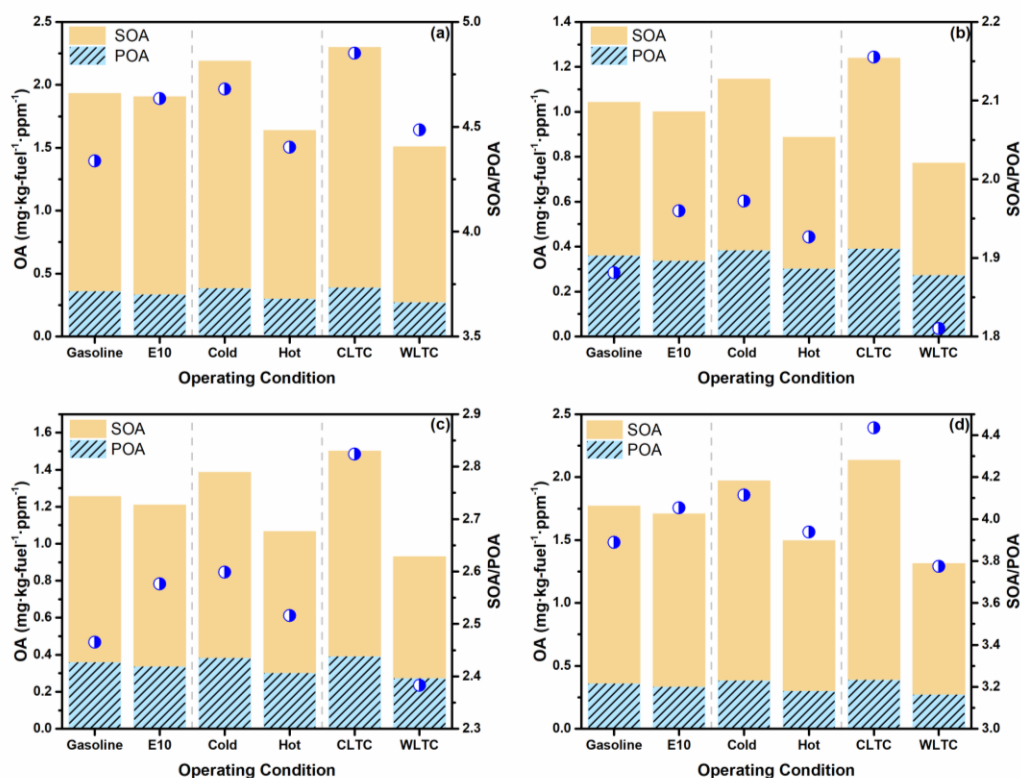 (a)
SOA
POA
OA (mg·kg-fuel⁻¹·ppm⁻¹)
2.5
2.0
1.5
1.0
0.5
0.0
5.0
4.5
4.0
3.5
SOA/POA
Gasoline E10 Cold Hot CLTC WLTC
Operating Condition
(b)
SOA
POA
OA (mg·kg-fuel⁻¹·ppm⁻¹)
1.4
1.2
1.0
0.8
0.6
0.4
0.2
0.0
2.2
2.1
2.0
1.9
1.8
SOA/POA
Gasoline E10 Cold Hot CLTC WLTC
Operating Condition
(c)
SOA
POA
OA (mg·kg-fuel⁻¹·ppm⁻¹)
1.6
1.4
1.2
1.0
0.8
0.6
0.4
0.2
0.0
2.9
2.8
2.7
2.6
2.5
2.4
2.3
SOA/POA
Gasoline E10 Cold Hot CLTC WLTC
Operating Condition
(d)
SOA
POA
OA (mg·kg-fuel⁻¹·ppm⁻¹)
2.5
2.0
1.5
1.0
0.5
0.0
4.4
4.2
4.0
3.8
3.6
3.4
3.2
3.0
SOA/POA
Gasoline E10 Cold Hot CLTC WLTC
Operating Condition